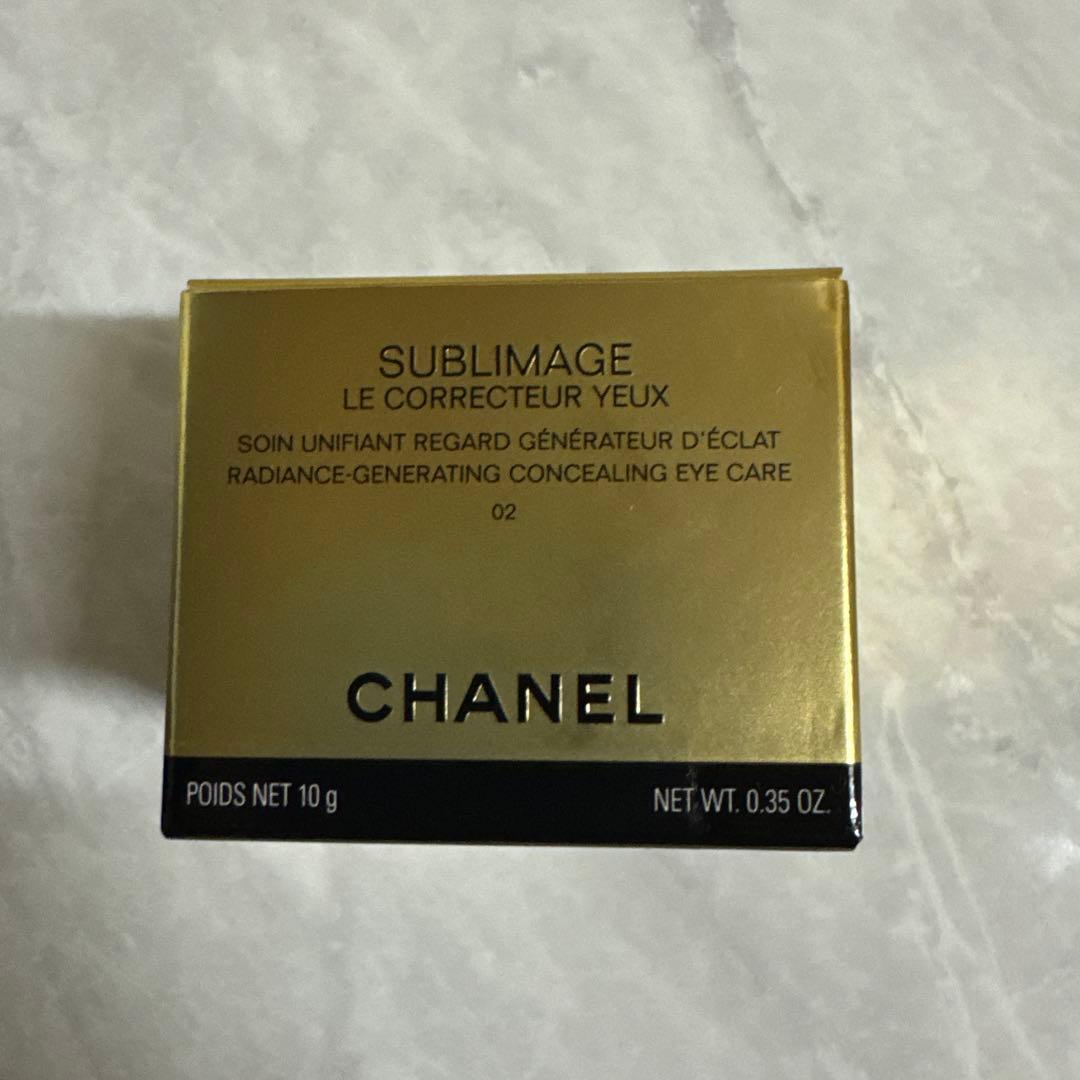 SUBLIMAGE
LE CORRECTEUR YEUX
SOIN UNIFIANT REGARD GÉNÉRATEUR D'ÉCLAT
RADIANCE-GENERATING CONCEALING EYE CARE
02
CHANEL
POIDS NET 10 g
NET WT. 0.35 OZ.